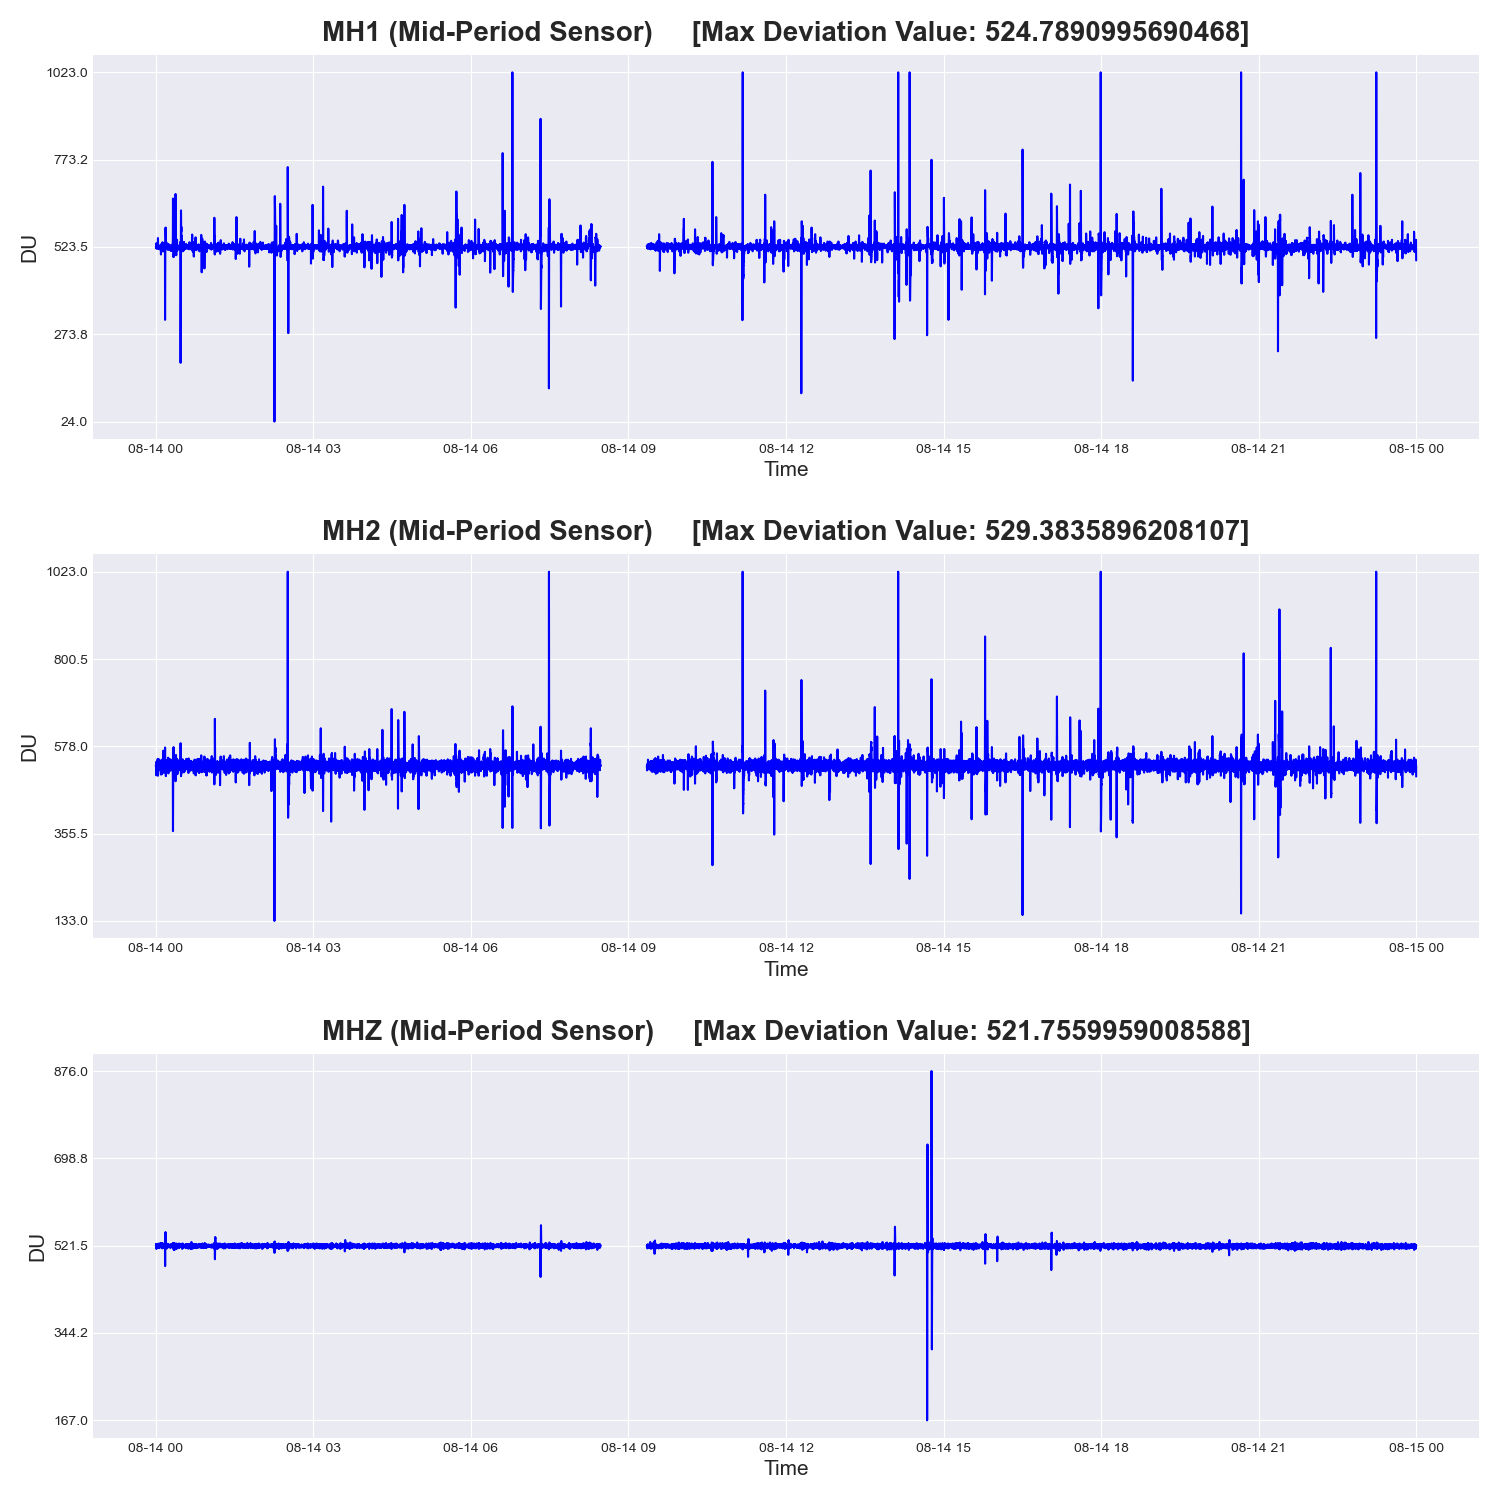 MH1 (Mid-Period Sensor) [Max Deviation Value: 524.7890995690468]
1023.0
773.2
523.5
273.8
24.0
DU
08-14 00 08-14 03 08-14 06 08-14 09 08-14 12 08-14 15 08-14 18 08-14 21 08-15 00
Time
MH2 (Mid-Period Sensor) [Max Deviation Value: 529.3835896208107]
1023.0
800.5
578.0
355.5
133.0
DU
08-14 00 08-14 03 08-14 06 08-14 09 08-14 12 08-14 15 08-14 18 08-14 21 08-15 00
Time
MHZ (Mid-Period Sensor) [Max Deviation Value: 521.7559959008588]
876.0
698.8
521.5
344.2
167.0
DU
08-14 00 08-14 03 08-14 06 08-14 09 08-14 12 08-14 15 08-14 18 08-14 21 08-15 00
Time